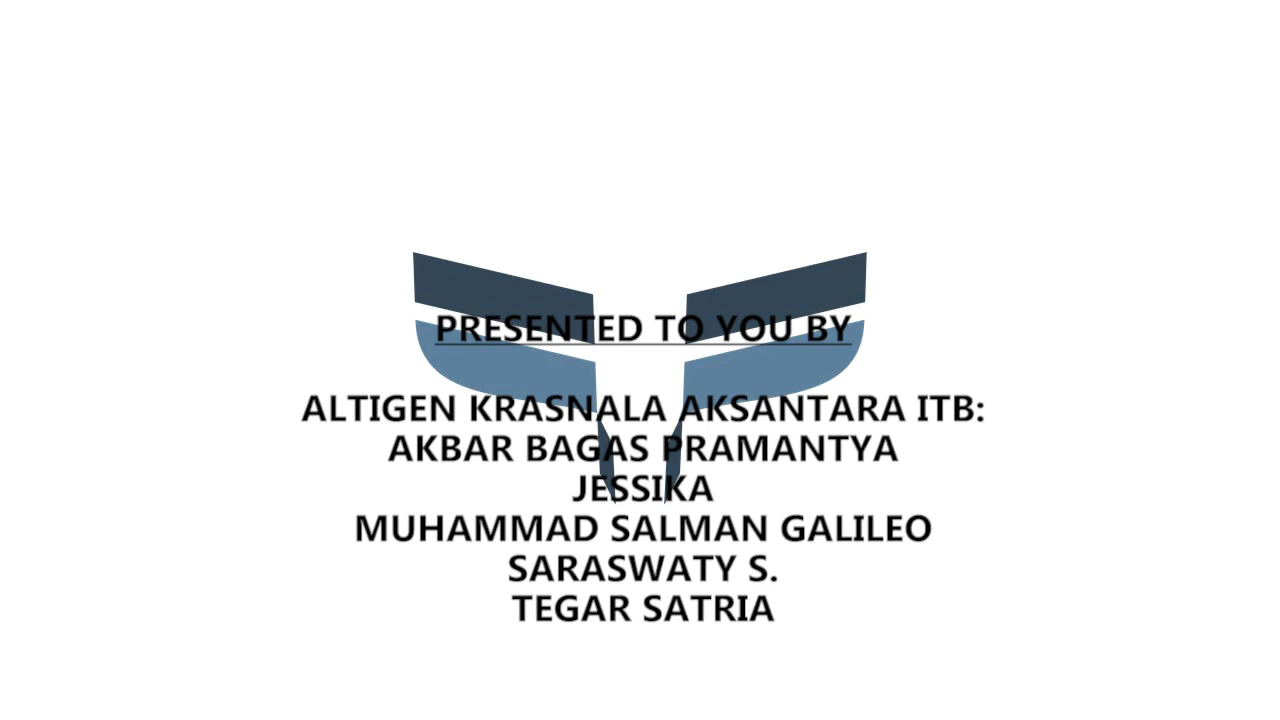 PRESENTED TO YOU BY
ALTIGEN KRASNALA AKSANTARA ITB:
AKBAR BAGAS PRAMANTYA
JESSIKA
MUHAMMAD SALMAN GALILEO
SARASWATY S.
TEGAR SATRIA